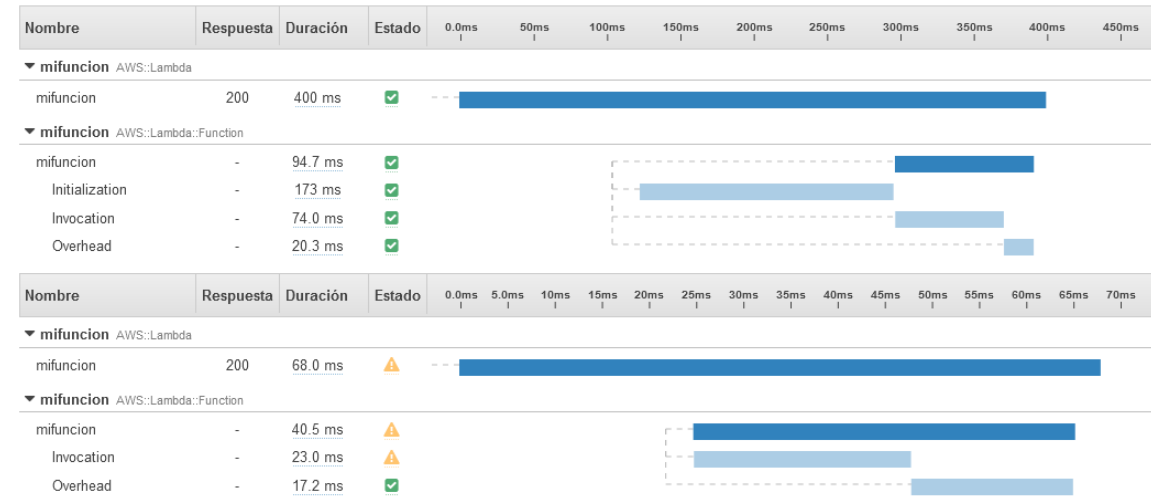 Nombre Respuesta Duración Estado 0.0ms 50ms 100ms 150ms 200ms 250ms 300ms 350ms 400ms 450ms
mifuncion AWS::Lambda
mifuncion 200 400 ms
mifuncion AWS::Lambda::Function
mifuncion - 94.7 ms
Initialization - 173 ms
Invocation - 74.0 ms
Overhead - 20.3 ms
Nombre Respuesta Duración Estado 0.0ms 5.0ms 10ms 15ms 20ms 25ms 30ms 35ms 40ms 45ms 50ms 55ms 60ms 65ms 70ms
mifuncion AWS::Lambda
mifuncion 200 68.0 ms
mifuncion AWS::Lambda::Function
mifuncion - 40.5 ms
Invocation - 23.0 ms
Overhead - 17.2 ms